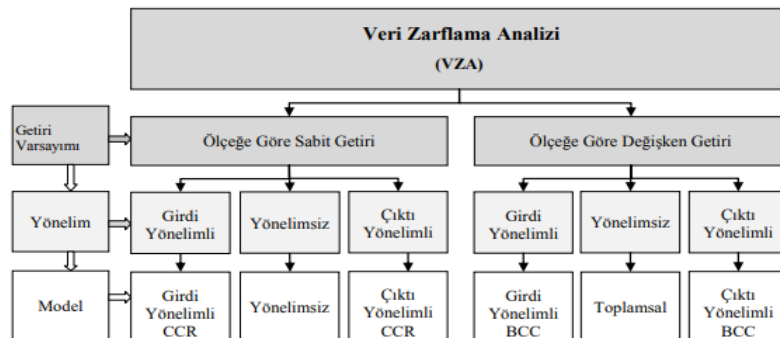 Veri Zarflama Analizi
(VZA)
Getiri
Varsayımı
Ölçeğe Göre Sabit Getiri
Ölçeğe Göre Değişken Getiri
Yönelim
Girdi
Yönelimli
Yönelimsiz
Çıktı
Yönelimli
Girdi
Yönelimli
Yönelimsiz
Çıktı
Yönelimli
Model
Girdi
Yönelimli
CCR
Yönelimsiz
Çıktı
Yönelimli
CCR
Girdi
Yönelimli
BCC
Toplamsal
Çıktı
Yönelimli
BCC